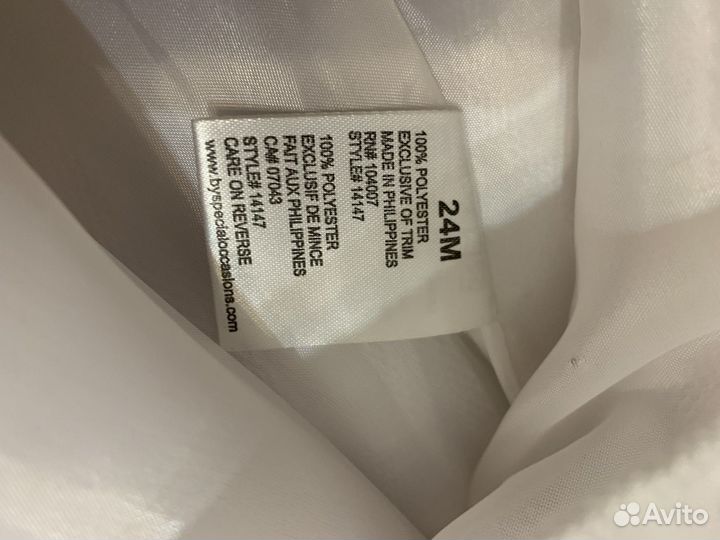 24M
100% POLYESTER
EXCLUSIVE OF TRIM
MADE IN PHILIPPINES
RN# 104007
STYLE# 14147
100% POLYESTER
EXCLUSIF DE MINCE
FAIT AUX PHILIPPINES
CA# 07043
STYLE# 14147
CARE ON REVERSE
www.byspecialoccasions.com
Avito